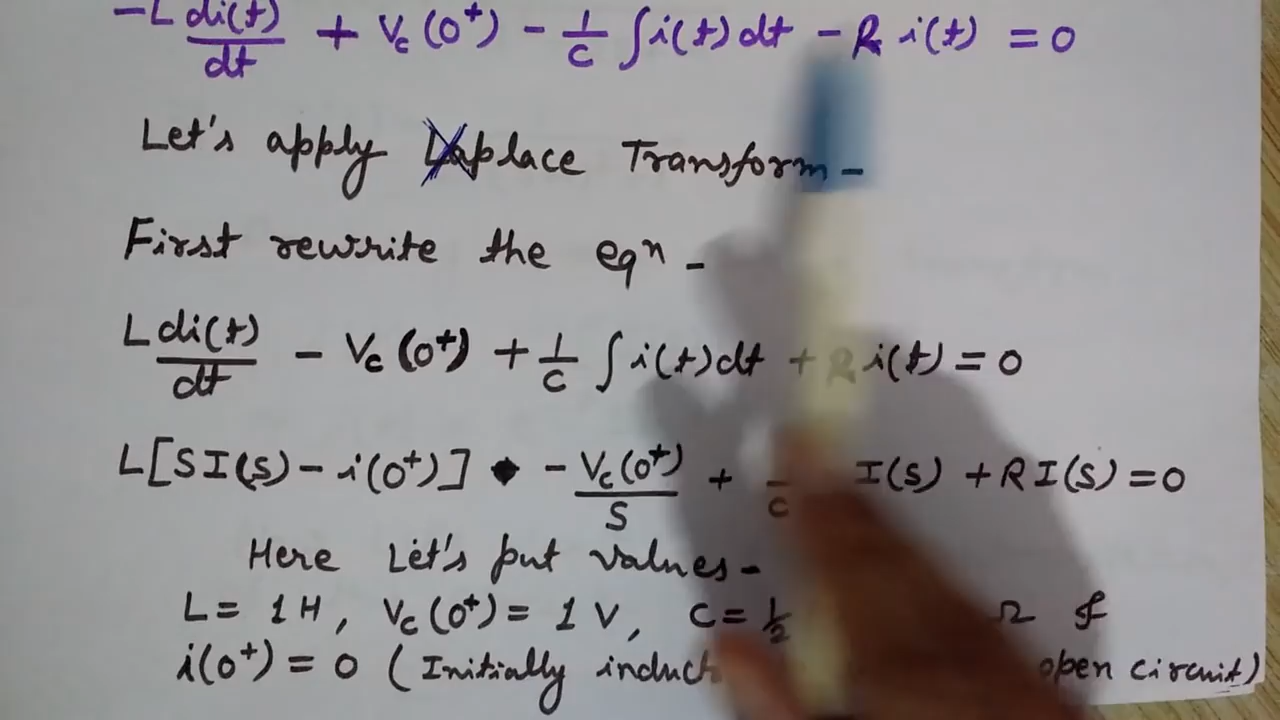 -L di(t)/dt + Vc(0⁺) - 1/C ∫i(t)dt - R i(t) = 0
Let's apply Laplace Transform -
First rewrite the eqⁿ -
L di(t)/dt - Vc(0⁺) + 1/C ∫i(t)dt + R i(t) = 0
L[SI(s) - i(0⁺)] - Vc(0⁺)/S + /C I(s) + RI(s) = 0
Here Let's put values -
L = 1H, Vc(0⁺) = 1V, C = 1/2 Ω &
i(0⁺) = 0 (Initially open circuit)